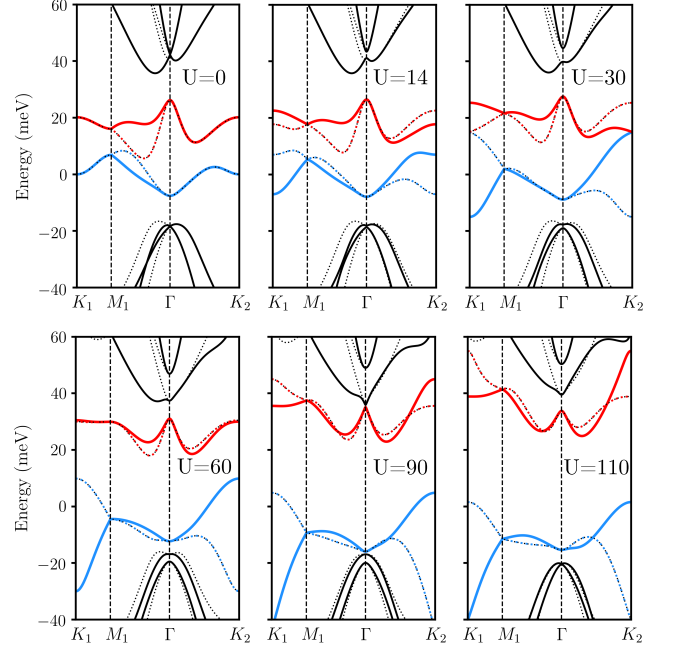 60
40
20
0
−20
−40
Energy (meV)
U=0
U=14
U=30
K₁ M₁ Γ K₂
K₁ M₁ Γ K₂
K₁ M₁ Γ K₂
60
40
20
0
−20
−40
Energy (meV)
U=60
U=90
U=110
K₁ M₁ Γ K₂
K₁ M₁ Γ K₂
K₁ M₁ Γ K₂